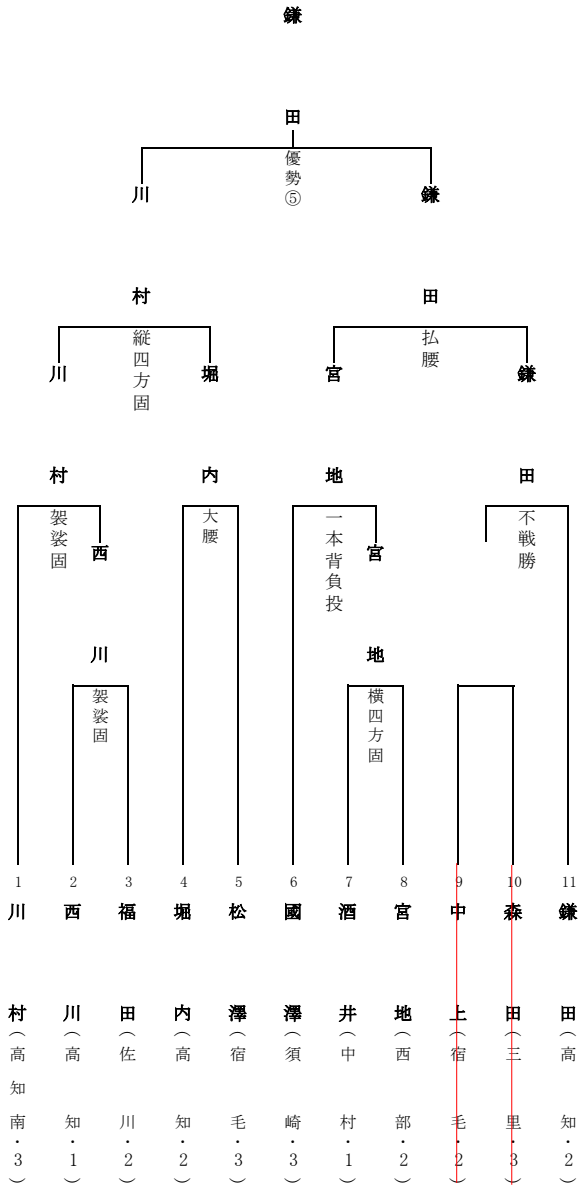 鎌田
優勢⑤
川村
鎌田
縦四方固
払腰
川村
堀内
宮地
鎌田
袈裟固
大腰
一本背負投
不戦勝
西川
宮地
袈裟固
横四方固
1 川村(高知南・3)
2 西川(高知・1)
3 福田(佐川・2)
4 堀内(高知・2)
5 松澤(宿毛・3)
6 國澤(須崎・3)
7 酒井(中村・1)
8 宮地(西部・2)
9 中上(宿毛・2)
10 森田(三里・3)
11 鎌田(高知・2)